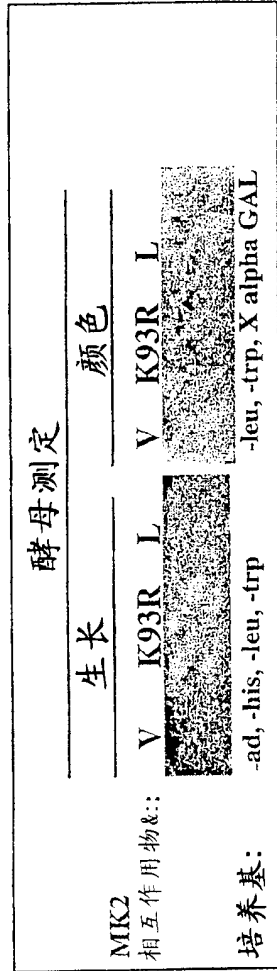 酵母测定
生长 颜色
MK2
相互作用物&::
V K93R L V K93R L
培养基:
-ad, -his, -leu, -trp -leu, -trp, X alpha GAL